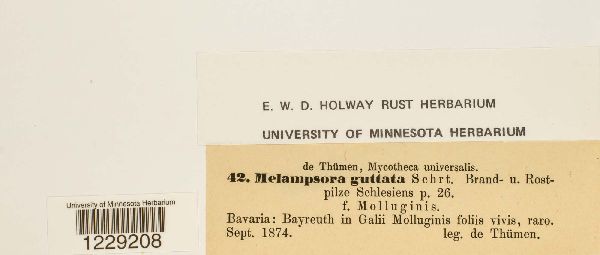 E. W. D. HOLWAY RUST HERBARIUM
UNIVERSITY OF MINNESOTA HERBARIUM
de Thümen, Mycotheca universalis.
42. Melampsora guttata Schrt. Brand- u. Rost-
pilze Schlesiens p. 26.
f. Molluginis.
Bavaria: Bayreuth in Galii Molluginis foliis vivis, raro.
Sept. 1874. leg. de Thümen.
University of Minnesota Herbarium
1229208